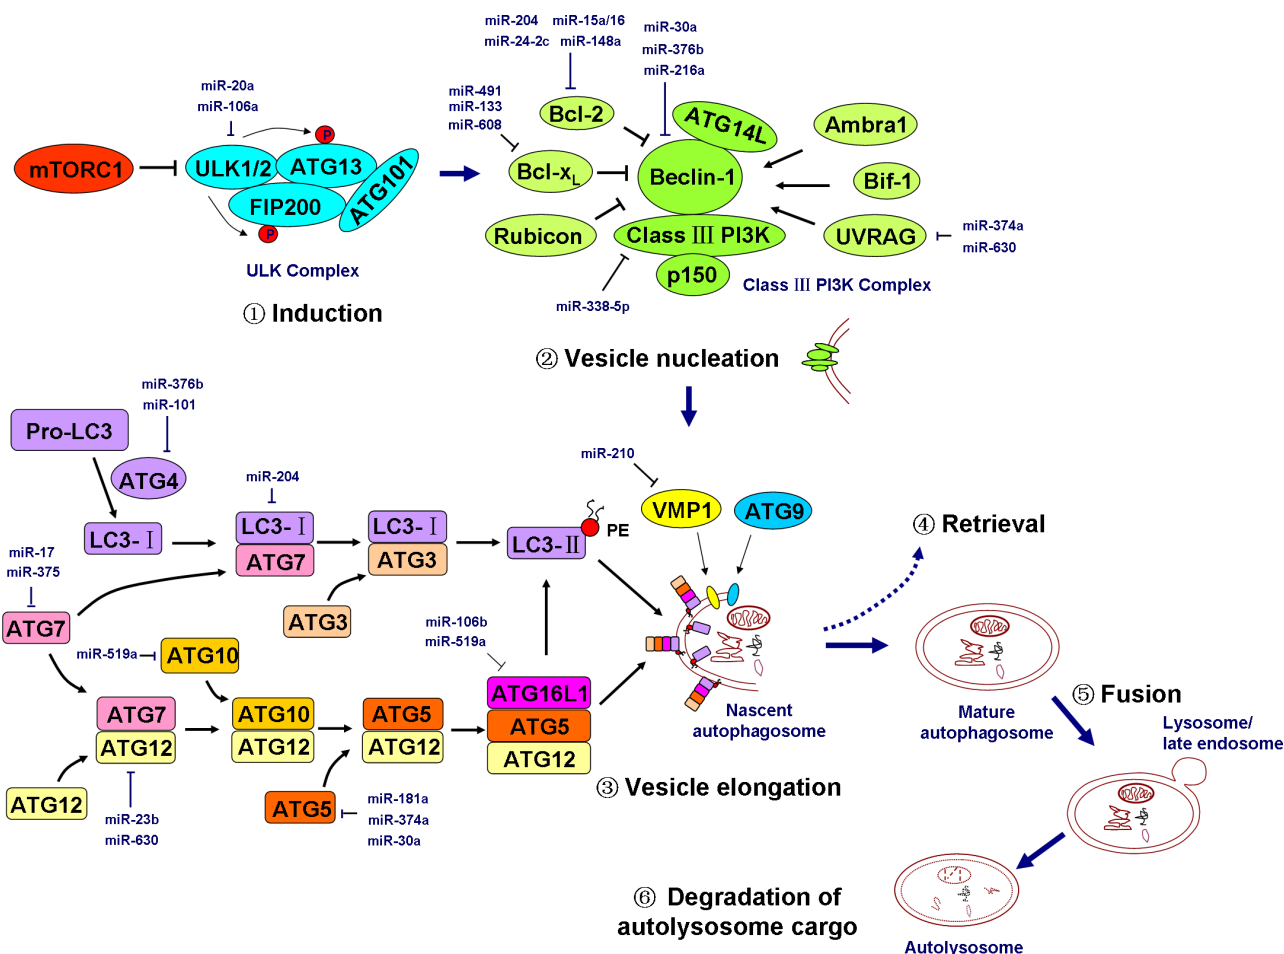 miR-204 miR-15a/16
miR-24-2c miR-148a
miR-30a
miR-376b
miR-216a
miR-20a
miR-106a
miR-491
miR-133
miR-608
P
Bcl-2
ATG14L
Ambra1
mTORC1
ULK1/2
ATG13
ATG101
FIP200
P
Bcl-xL
Beclin-1
Bif-1
Rubicon
Class Ⅲ PI3K
UVRAG
miR-374a
miR-630
p150
ULK Complex
Class Ⅲ PI3K Complex
miR-338-5p
① Induction
② Vesicle nucleation
miR-376b
miR-101
Pro-LC3
ATG4
miR-204
miR-210
VMP1
ATG9
④ Retrieval
LC3-Ⅰ
LC3-Ⅰ
ATG7
LC3-Ⅰ
ATG3
LC3-Ⅱ
PE
miR-17
miR-375
ATG7
ATG3
miR-106b
miR-519a
miR-519a
ATG10
ATG7
ATG12
ATG10
ATG12
ATG5
ATG12
ATG16L1
ATG5
ATG12
Nascent
autophagosome
Mature
autophagosome
⑤ Fusion
Lysosome/
late endosome
③ Vesicle elongation
ATG12
miR-23b
miR-630
ATG5
miR-181a
miR-374a
miR-30a
⑥ Degradation of
autolysosome cargo
Autolysosome